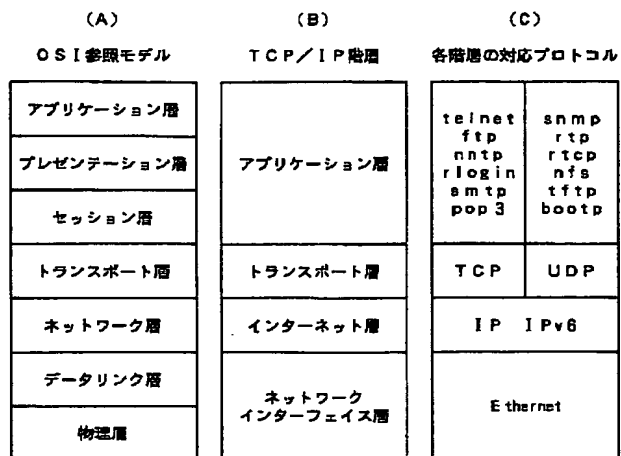 (A)
OSI参照モデル
アプリケーション層
プレゼンテーション層
セッション層
トランスポート層
ネットワーク層
データリンク層
物理層
(B)
TCP/IP階層
アプリケーション層
トランスポート層
インターネット層
ネットワーク
インターフェイス層
(C)
各階層の対応プロトコル
telnet
ftp
nntp
rlogin
smtp
pop3
snmp
rtp
rtcp
nfs
tftp
bootp
TCP
UDP
IP IPv6
Ethernet